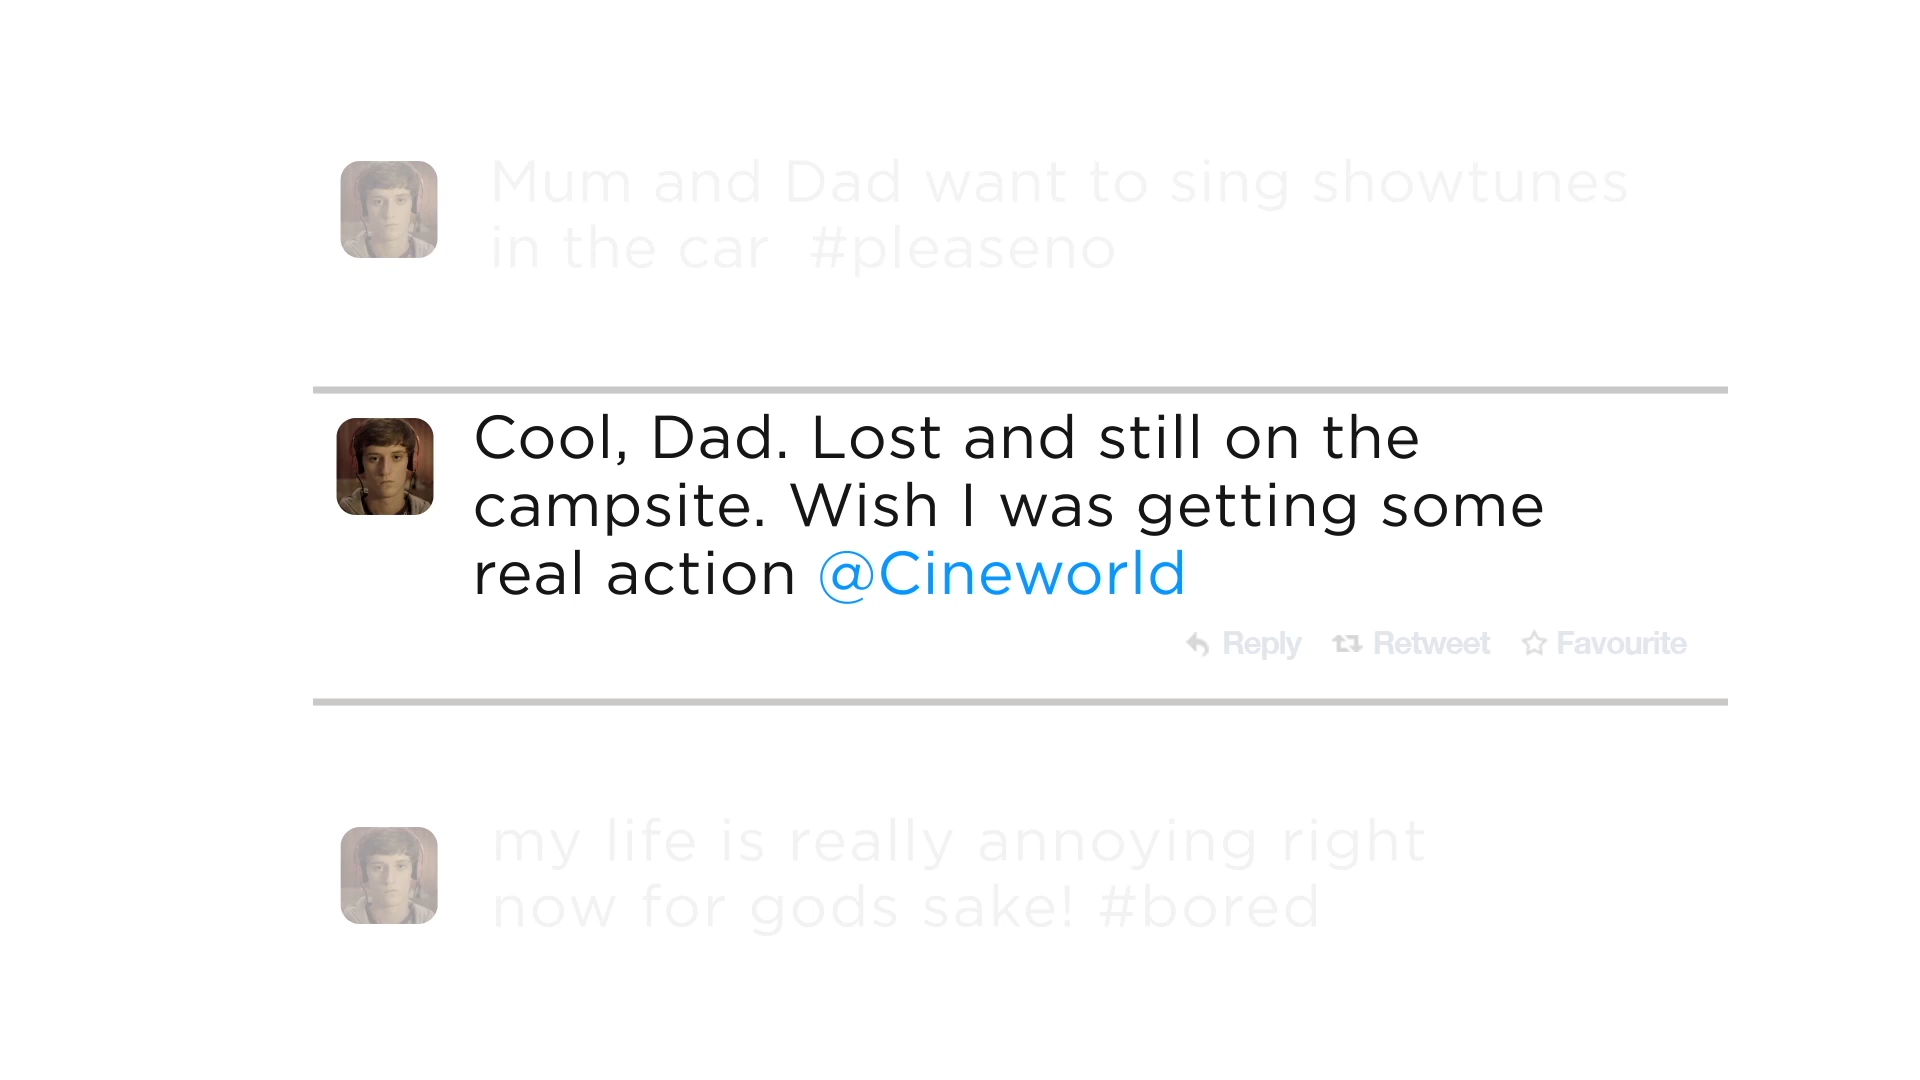 Mum and Dad want to sing showtunes
in the car #pleaseno
Cool, Dad. Lost and still on the
campsite. Wish I was getting some
real action @Cineworld
Reply Retweet Favourite
my life is really annoying right
now for gods sake! #bored